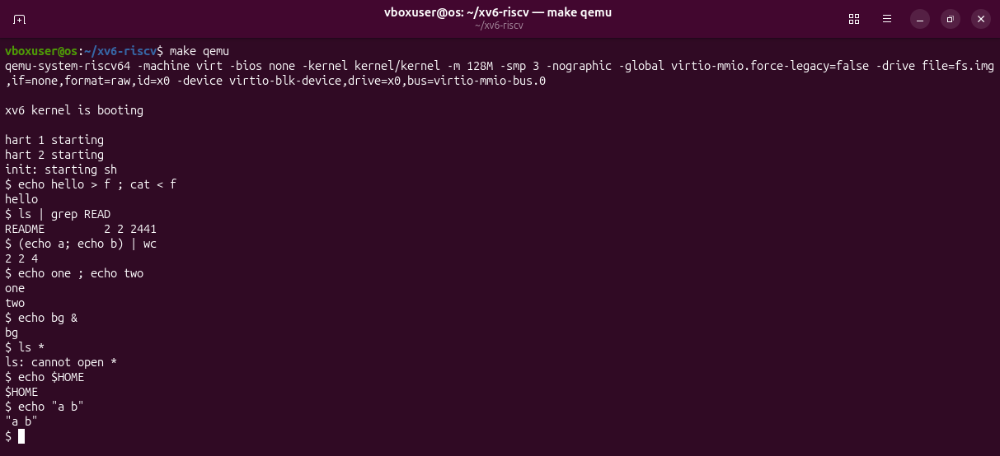 vboxuser@os: ~/xv6-riscv — make qemu
~/xv6-riscv
vboxuser@os:~/xv6-riscv$ make qemu
qemu-system-riscv64 -machine virt -bios none -kernel kernel/kernel -m 128M -smp 3 -nographic -global virtio-mmio.force-legacy=false -drive file=fs.img
,if=none,format=raw,id=x0 -device virtio-blk-device,drive=x0,bus=virtio-mmio-bus.0
xv6 kernel is booting
hart 1 starting
hart 2 starting
init: starting sh
$ echo hello > f ; cat < f
hello
$ ls | grep READ
README         2 2 2441
$ (echo a; echo b) | wc
2 2 4
$ echo one ; echo two
one
two
$ echo bg &
bg
$ ls *
ls: cannot open *
$ echo $HOME
$HOME
$ echo "a b"
"a b"
$